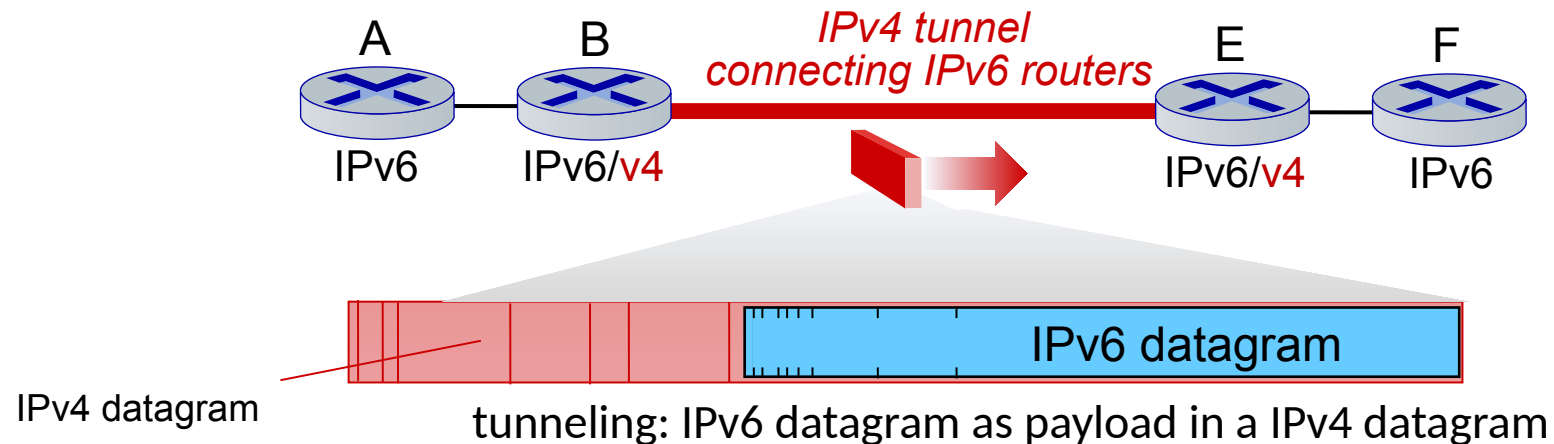 A
B
IPv4 tunnel
connecting IPv6 routers
E
F
IPv6
IPv6/v4
IPv6/v4
IPv6
IPv6 datagram
IPv4 datagram
tunneling: IPv6 datagram as payload in a IPv4 datagram